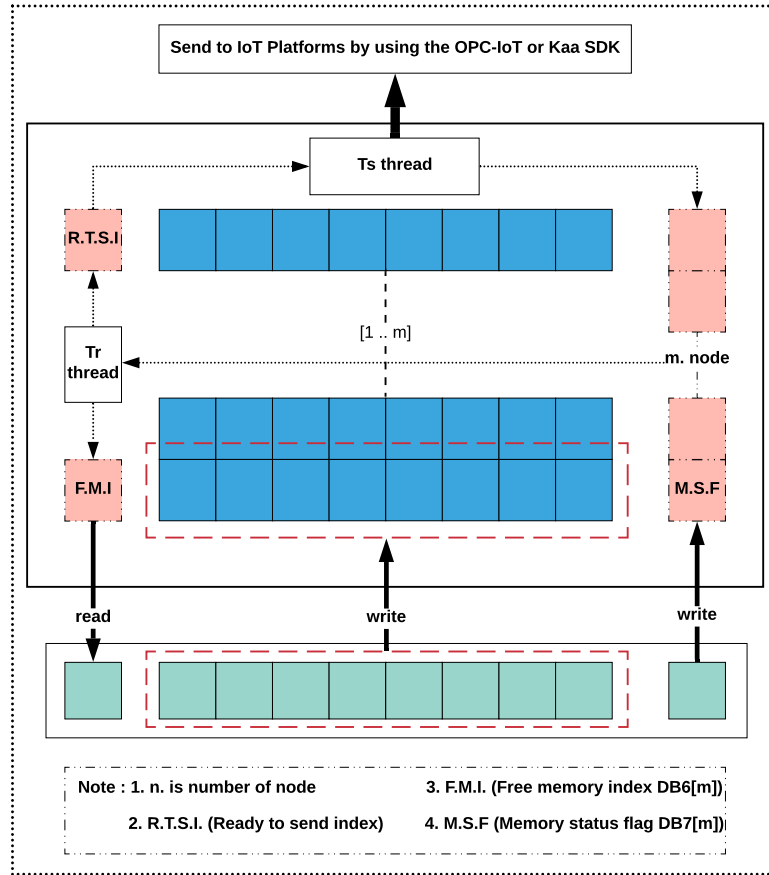 Send to IoT Platforms by using the OPC-IoT or Kaa SDK
Ts thread
R.T.S.I
[1 .. m]
Tr
thread
m. node
F.M.I
M.S.F
read
write
write
Note : 1. n. is number of node
3. F.M.I. (Free memory index DB6[m])
2. R.T.S.I. (Ready to send index)
4. M.S.F (Memory status flag DB7[m])